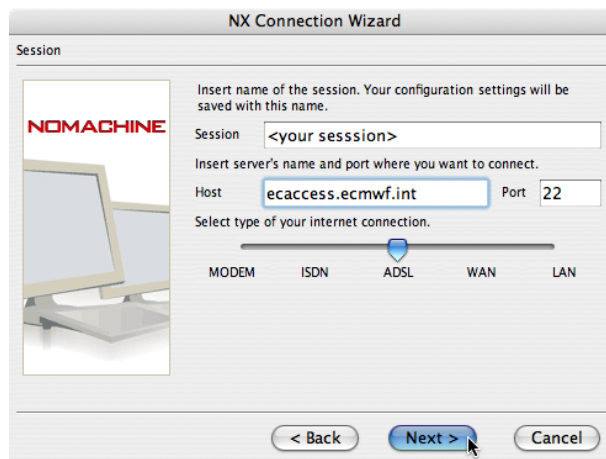 NX Connection Wizard
Session
Insert name of the session. Your configuration settings will be
saved with this name.
NOMACHINE
Session <your sesssion>
Insert server's name and port where you want to connect.
Host ecaccess.ecmwf.int Port 22
Select type of your internet connection.
MODEM ISDN ADSL WAN LAN
< Back Next > Cancel